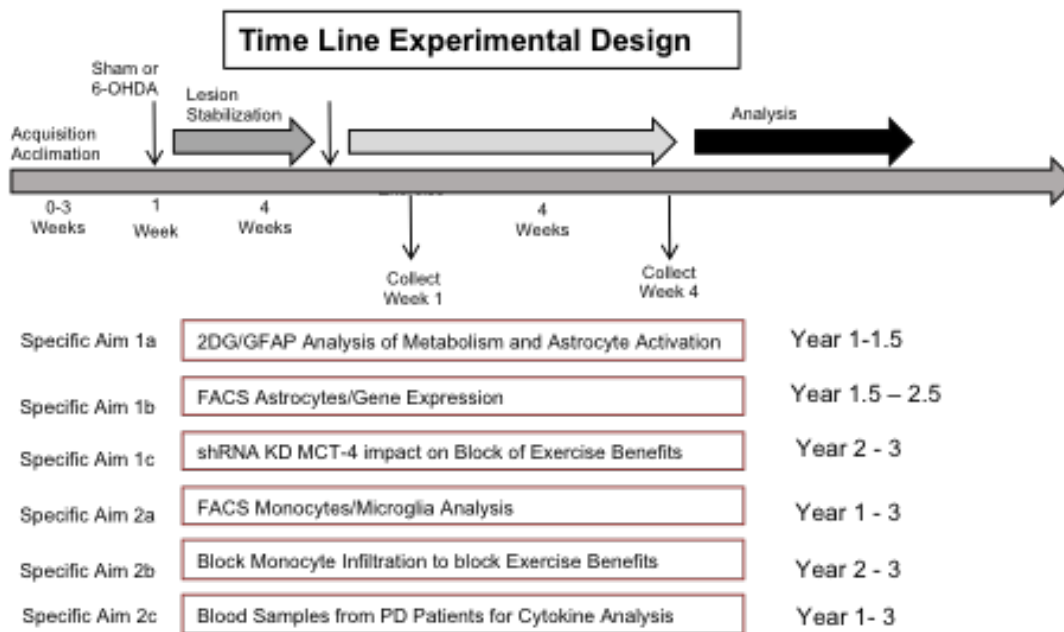 Time Line Experimental Design
Sham or
6-OHDA
Lesion
Stabilization
Analysis
Acquisition
Acclimation
0-3
Weeks
1
Week
4
Weeks
4
Weeks
Collect
Week 1
Collect
Week 4
Specific Aim 1a
2DG/GFAP Analysis of Metabolism and Astrocyte Activation
Year 1-1.5
Specific Aim 1b
FACS Astrocytes/Gene Expression
Year 1.5 – 2.5
Specific Aim 1c
shRNA KD MCT-4 impact on Block of Exercise Benefits
Year 2 - 3
Specific Aim 2a
FACS Monocytes/Microglia Analysis
Year 1 - 3
Specific Aim 2b
Block Monocyte Infiltration to block Exercise Benefits
Year 2 - 3
Specific Aim 2c
Blood Samples from PD Patients for Cytokine Analysis
Year 1- 3